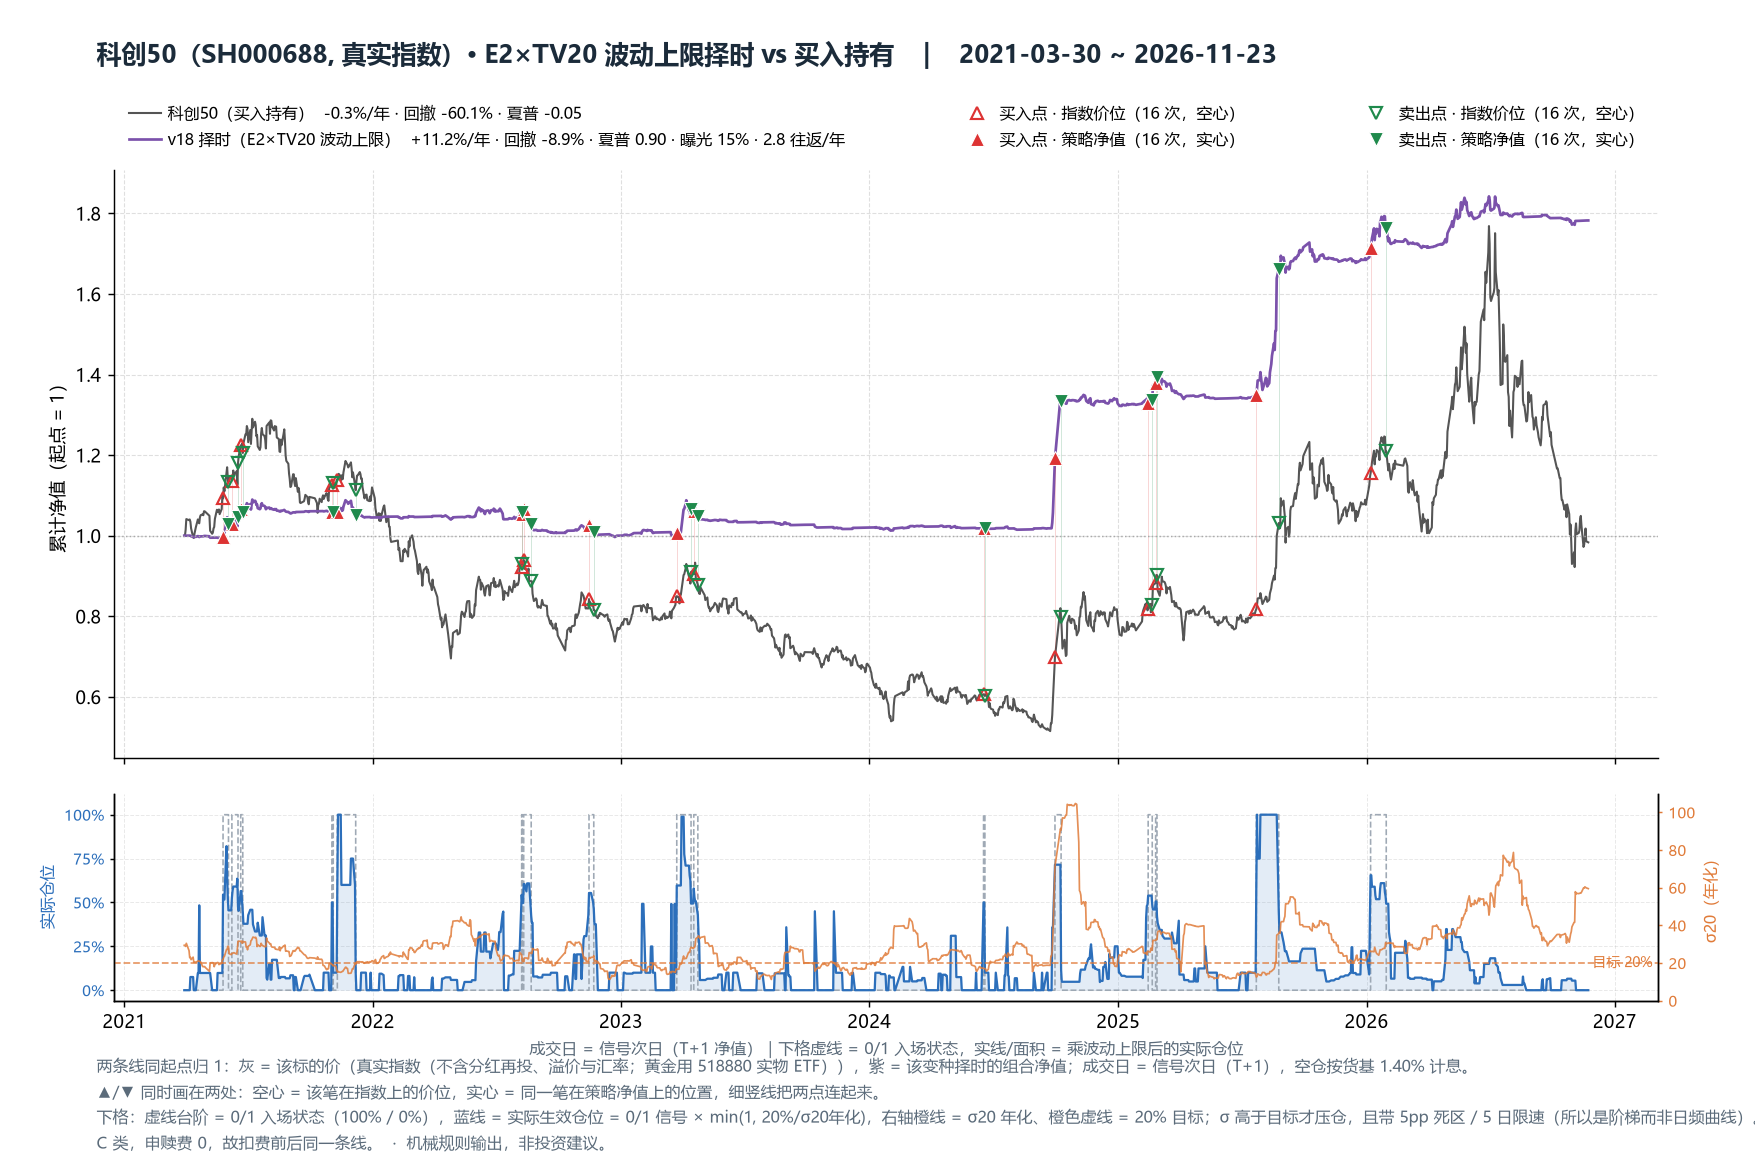 科创50（SH000688, 真实指数）• E2×TV20 波动上限择时 vs 买入持有 | 2021-03-30 ~ 2026-11-23
科创50（买入持有） -0.3%/年 · 回撤 -60.1% · 夏普 -0.05
v18 择时（E2×TV20 波动上限） +11.2%/年 · 回撤 -8.9% · 夏普 0.90 · 曝光 15% · 2.8 往返/年
买入点 · 指数价位（16 次，空心）
买入点 · 策略净值（16 次，实心）
卖出点 · 指数价位（16 次，空心）
卖出点 · 策略净值（16 次，实心）
累计净值（起点 = 1）
1.8
1.6
1.4
1.2
1.0
0.8
0.6
实际仓位
100%
75%
50%
25%
0%
σ20（年化）
100
80
60
40
20
0
目标 20%
2021
2022
2023
2024
2025
2026
2027
成交日 = 信号次日（T+1 净值）｜下格虚线 = 0/1 入场状态，实线/面积 = 乘波动上限后的实际仓位
两条线同起点归 1：灰 = 该标的价（真实指数（不含分红再投、溢价与汇率；黄金用 518880 实物 ETF）），紫 = 该变种择时的组合净值；成交日 = 信号次日（T+1），空仓按货基 1.40% 计息。
▲/▼ 同时画在两处：空心 = 该笔在指数上的价位，实心 = 同一笔在策略净值上的位置，细竖线把两点连起来。
下格：虚线台阶 = 0/1 入场状态（100% / 0%），蓝线 = 实际生效仓位 = 0/1 信号 × min(1, 20%/σ20年化)，右轴橙线 = σ20 年化、橙色虚线 = 20% 目标；σ 高于目标才压仓，且带 5pp 死区 / 5 日限速（所以是阶梯而非日频曲线）。
C 类，申赎费 0，故扣费前后同一条线。 · 机械规则输出，非投资建议。